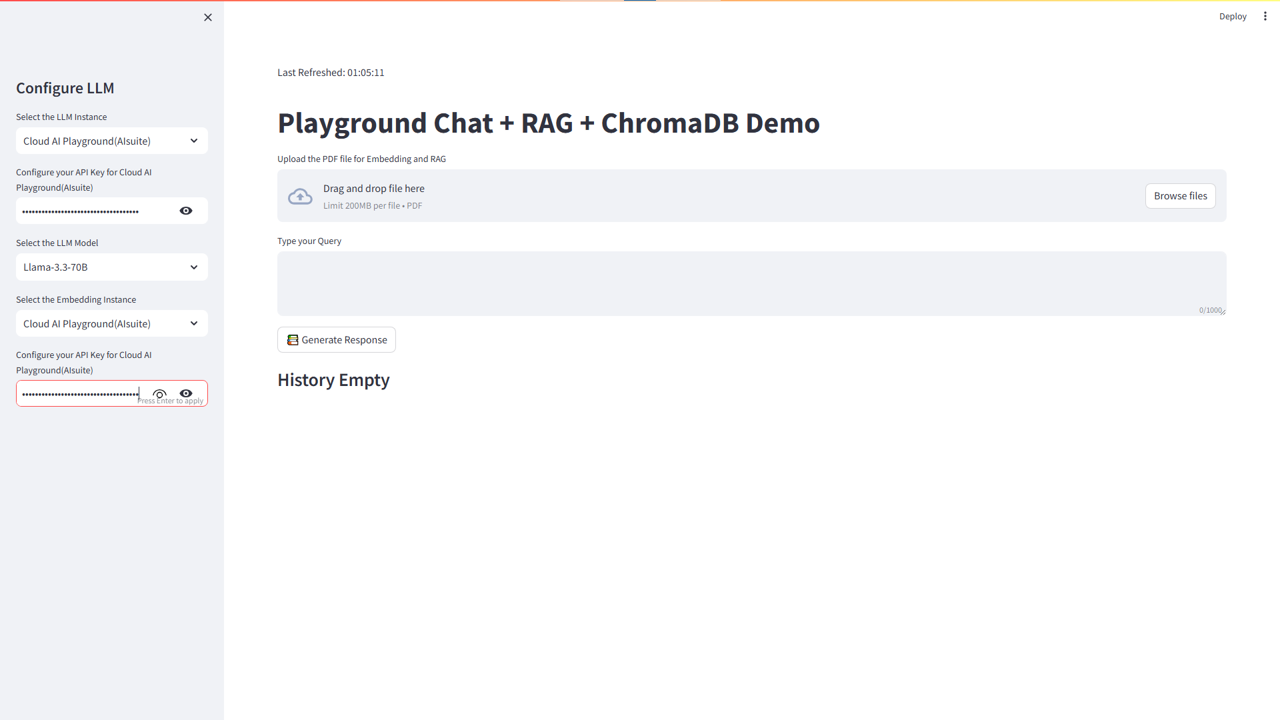 Deploy
Configure LLM
Select the LLM Instance
Cloud AI Playground(AIsuite)
Configure your API Key for Cloud AI
Playground(AIsuite)
••••••••••••••••••••••••••••••••••••
Select the LLM Model
Llama-3.3-70B
Select the Embedding Instance
Cloud AI Playground(AIsuite)
Configure your API Key for Cloud AI
Playground(AIsuite)
••••••••••••••••••••••••••••••••••••
Press Enter to apply
Last Refreshed: 01:05:11
Playground Chat + RAG + ChromaDB Demo
Upload the PDF file for Embedding and RAG
Drag and drop file here
Limit 200MB per file • PDF
Browse files
Type your Query
0/1000
Generate Response
History Empty